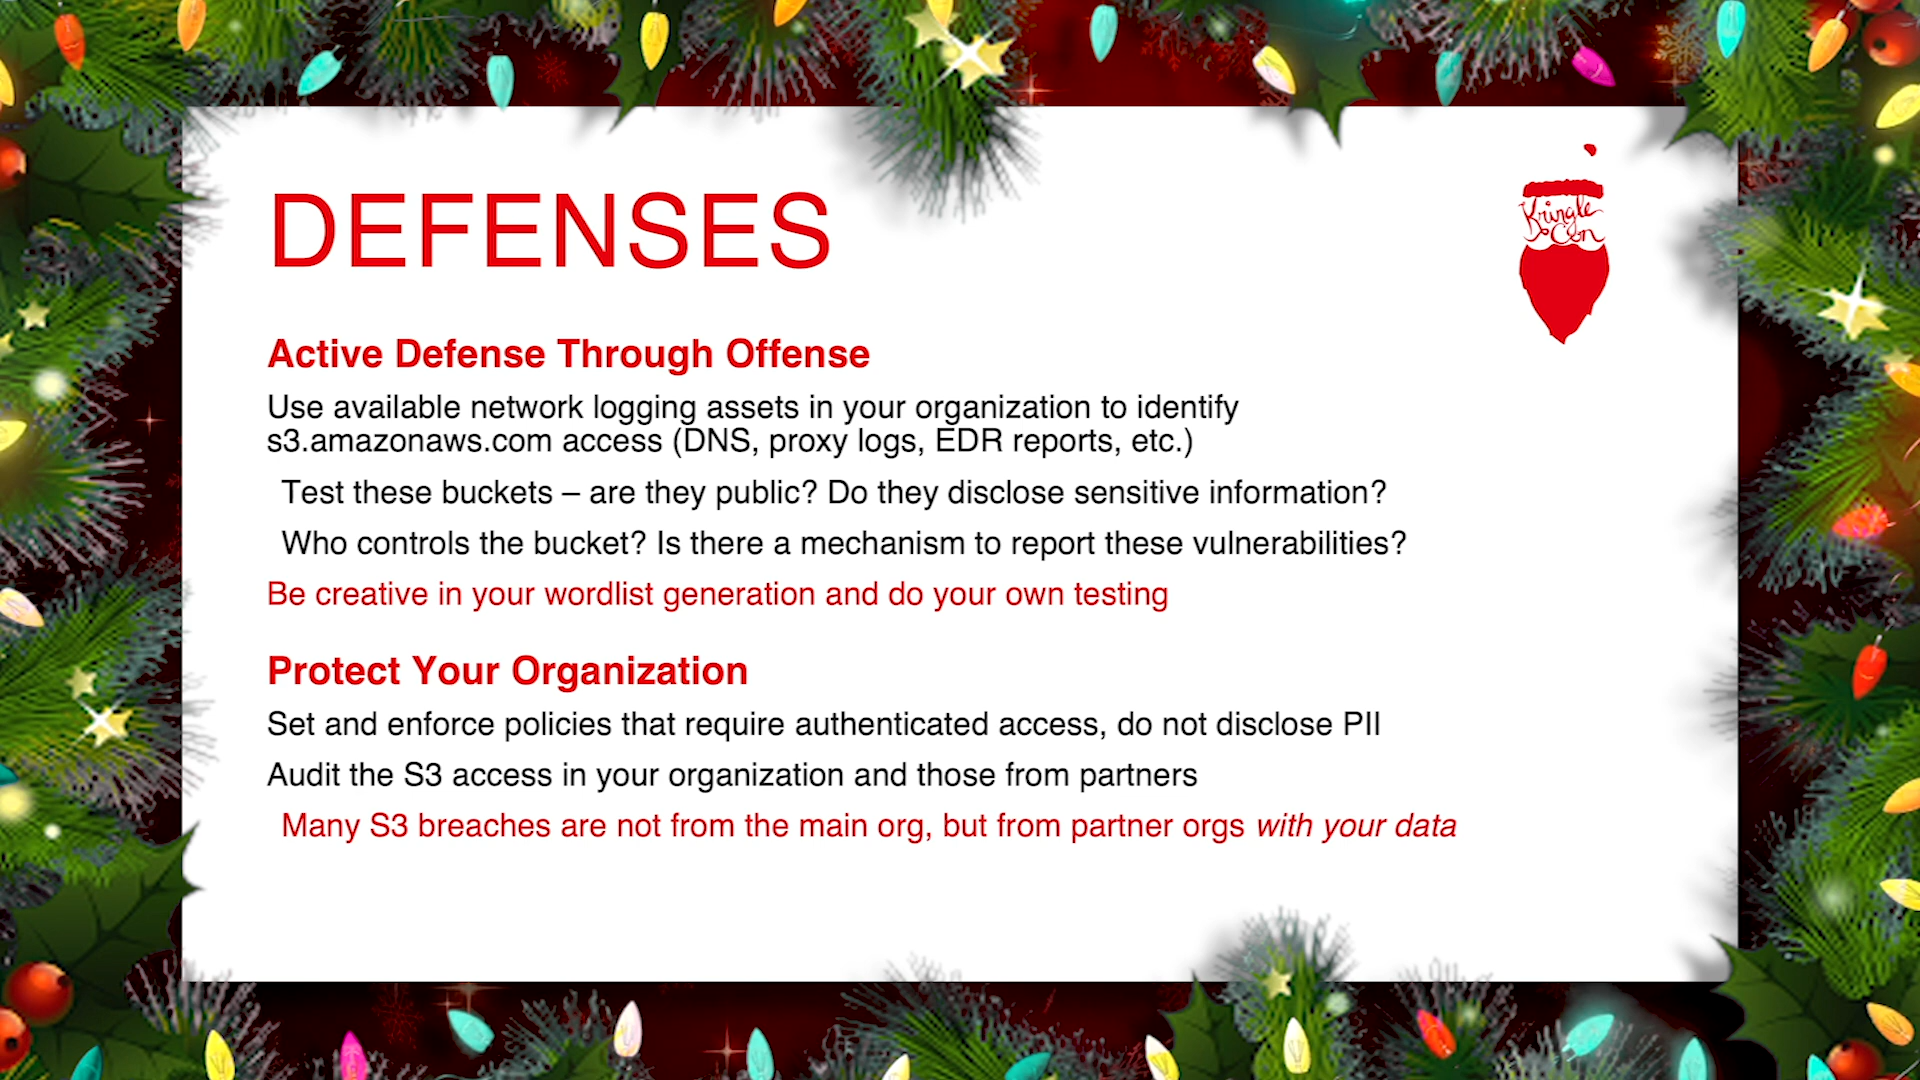 DEFENSES
Kringle
Con
Active Defense Through Offense
Use available network logging assets in your organization to identify
s3.amazonaws.com access (DNS, proxy logs, EDR reports, etc.)
Test these buckets – are they public? Do they disclose sensitive information?
Who controls the bucket? Is there a mechanism to report these vulnerabilities?
Be creative in your wordlist generation and do your own testing
Protect Your Organization
Set and enforce policies that require authenticated access, do not disclose PII
Audit the S3 access in your organization and those from partners
Many S3 breaches are not from the main org, but from partner orgs with your data